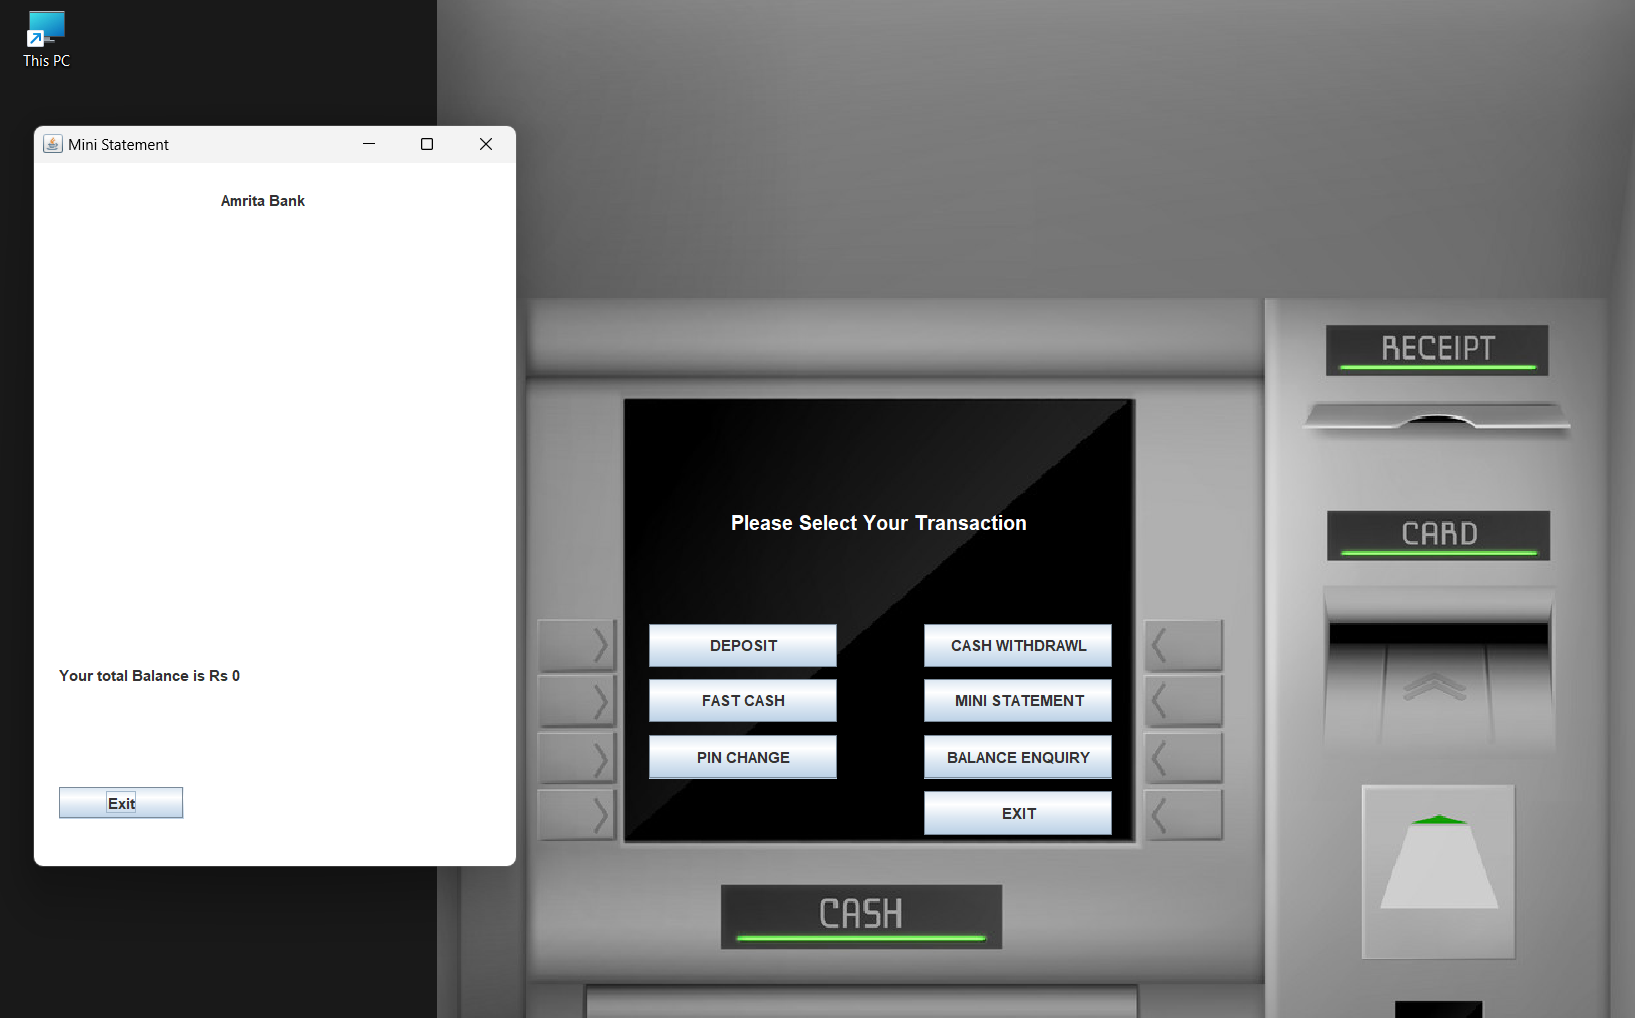 This PC
Mini Statement
Amrita Bank
Your total Balance is Rs 0
Exit
Please Select Your Transaction
DEPOSIT
CASH WITHDRAWL
FAST CASH
MINI STATEMENT
PIN CHANGE
BALANCE ENQUIRY
EXIT
RECEIPT
CARD
CASH